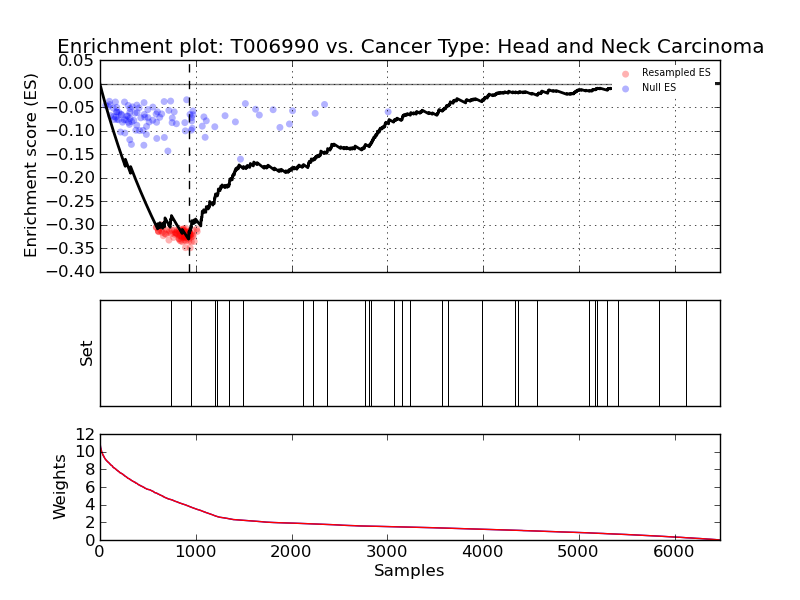 Enrichment plot: T006990 vs. Cancer Type: Head and Neck Carcinoma
Enrichment score (ES)
0.05
0.00
−0.05
−0.10
−0.15
−0.20
−0.25
−0.30
−0.35
−0.40
Resampled ES
Null ES
Set
Weights
12
10
8
6
4
2
0
0 1000 2000 3000 4000 5000 6000
Samples